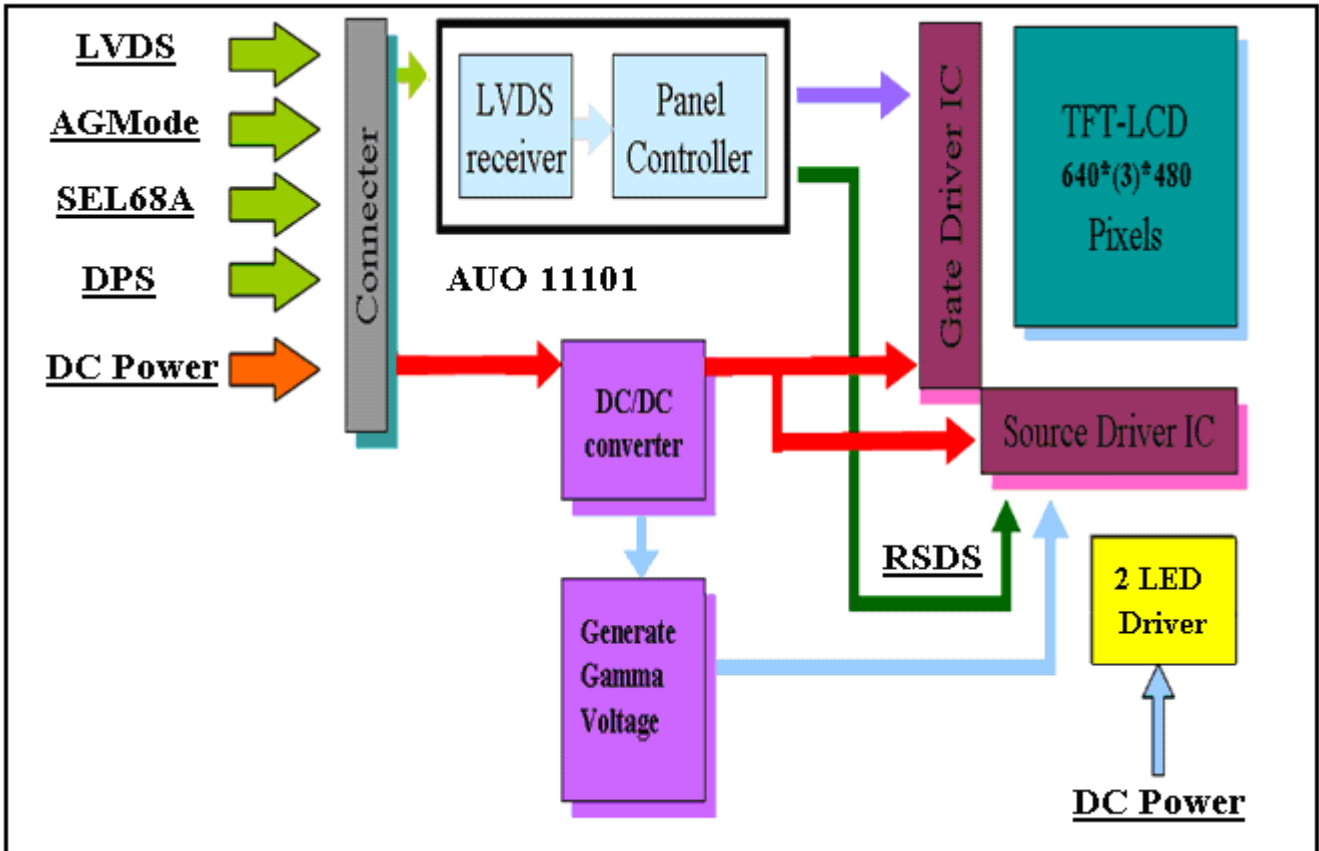 LVDS
AGMode
SEL68A
DPS
DC Power
Connecter
LVDS
receiver
Panel
Controller
AUO 11101
DC/DC
converter
Generate
Gamma
Voltage
Gate Driver IC
TFT-LCD
640*(3)*480
Pixels
Source Driver IC
RSDS
2 LED
Driver
DC Power